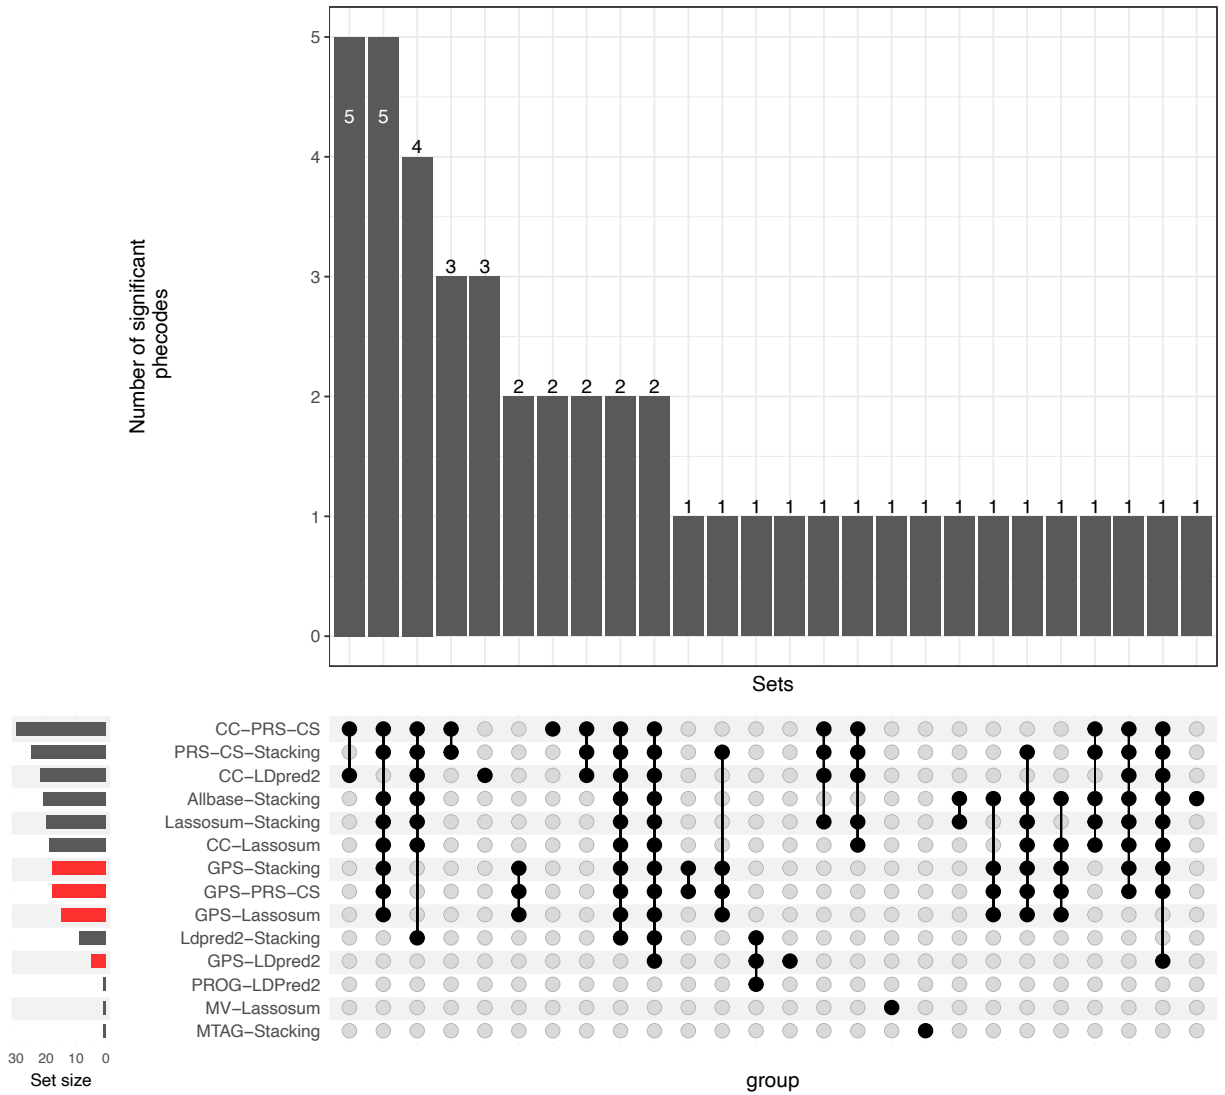 5
4
3
2
1
0
Number of significant
phecodes
5 5 4 3 3 2 2 2 2 2 1 1 1 1 1 1 1 1 1 1 1 1 1 1 1 1
Sets
CC-PRS-CS
PRS-CS-Stacking
CC-LDpred2
Allbase-Stacking
Lassosum-Stacking
CC-Lassosum
GPS-Stacking
GPS-PRS-CS
GPS-Lassosum
Ldpred2-Stacking
GPS-LDpred2
PROG-LDPred2
MV-Lassosum
MTAG-Stacking
30 20 10 0
Set size
group